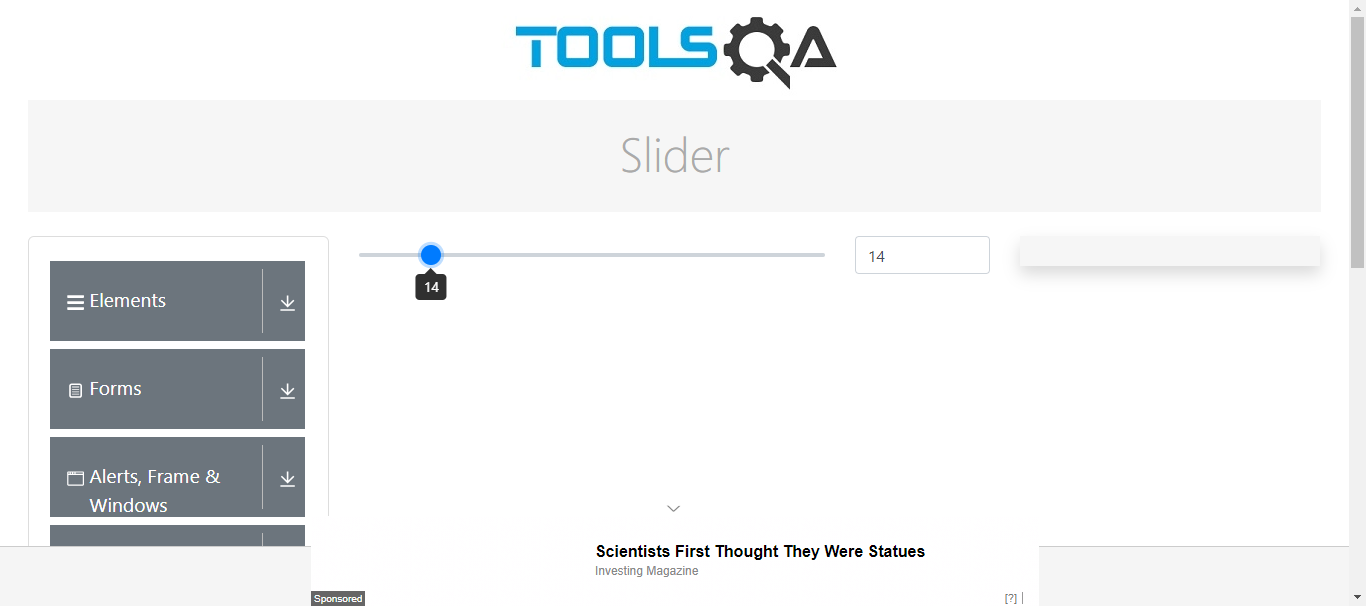 TOOLSQA
Slider
14
14
Elements
Forms
Alerts, Frame &
Windows
Scientists First Thought They Were Statues
Investing Magazine
Sponsored
[?]